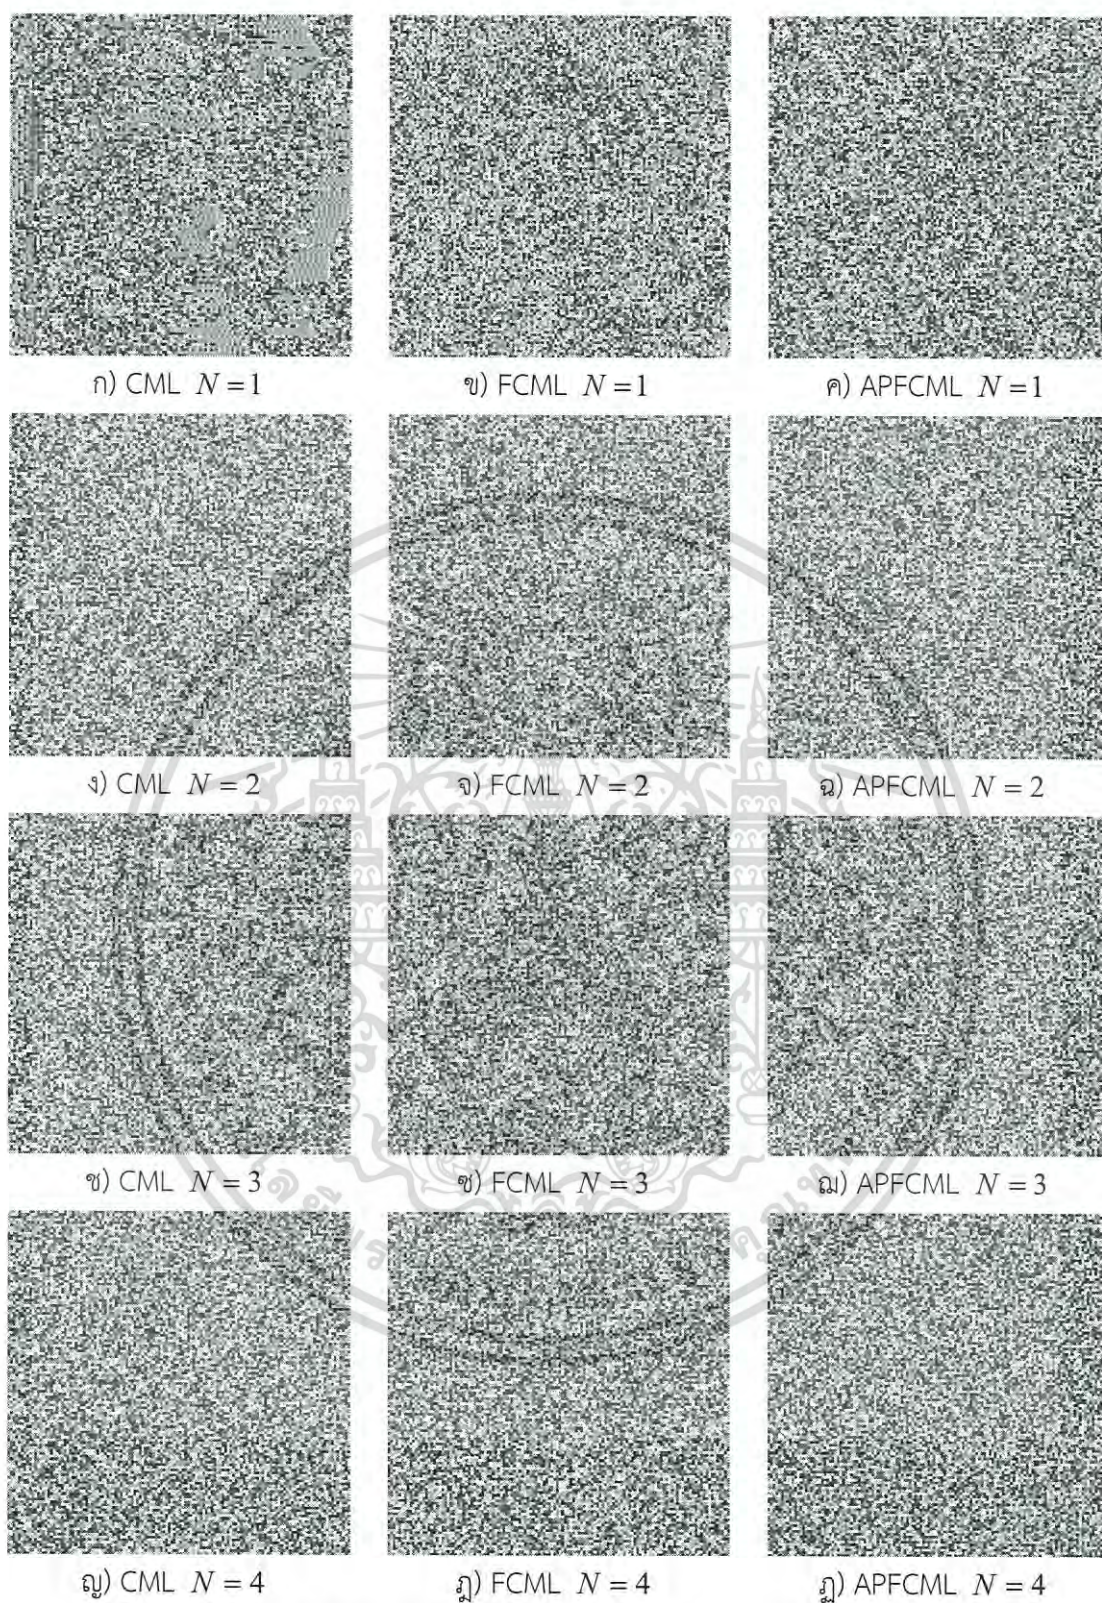 ก) CML N = 1 ข) FCML N = 1 ค) APFCML N = 1
ง) CML N = 2 จ) FCML N = 2 ฉ) APFCML N = 2
ช) CML N = 3 ซ) FCML N = 3 ฌ) APFCML N = 3
ญ) CML N = 4 ฎ) FCML N = 4 ฏ) APFCML N = 4